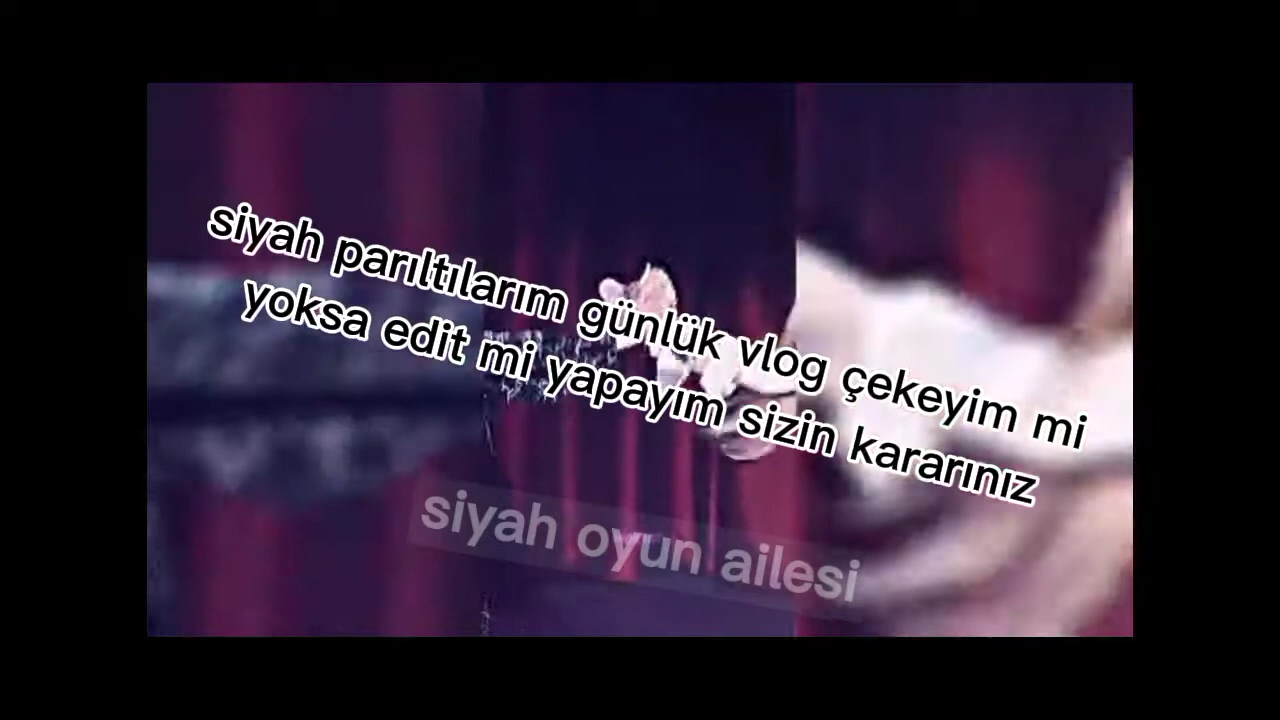 siyah parıltılarım günlük vlog çekeyim mi
yoksa edit mi yapayım sizin kararınız
siyah oyun ailesi